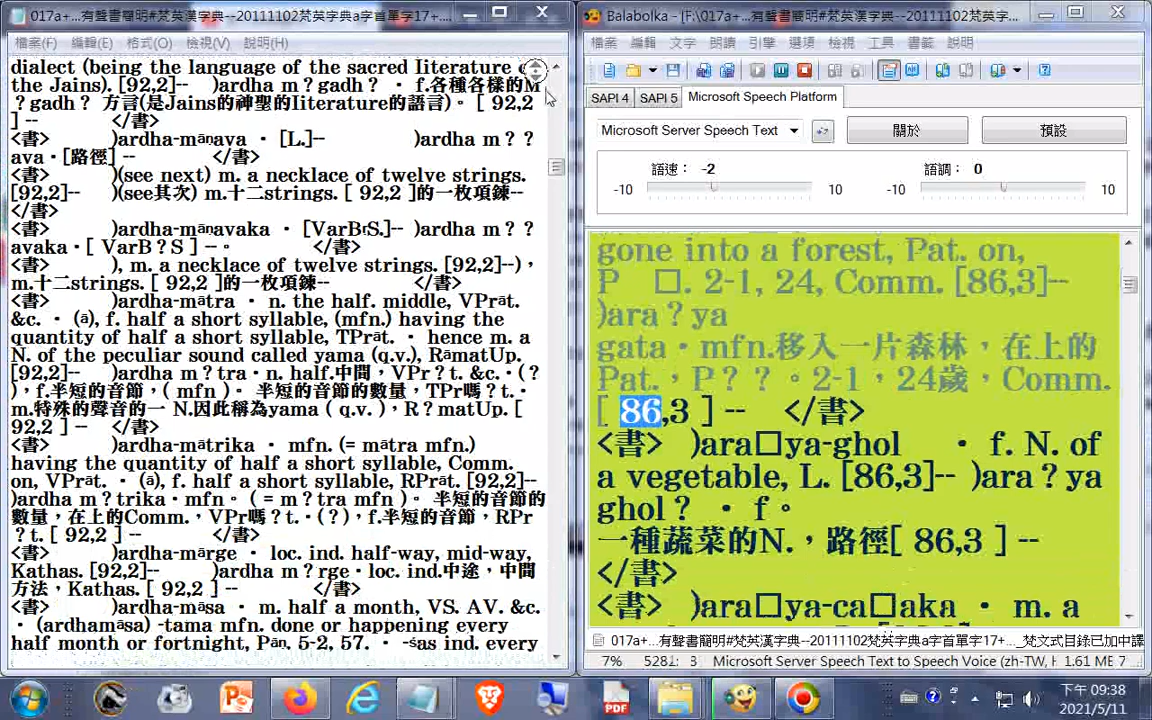 017a+...有聲書簡明#梵英漢字典--20111102梵英字典a字首單字17+...
檔案(F) 編輯(E) 格式(O) 檢視(V) 說明(H)
dialect (being the language of the sacred Iiterature
the Jains). [92,2]-- )ardha m?gadh? • f.各種各樣的M
?gadh? 方言(是Jains的神聖的Iiterature的語言)。[ 92,2
] -- </書>
<書> )ardha-mānava • [L.]-- )ardha m??
ava•[路徑] -- </書>
<書> )(see next) m. a necklace of twelve strings.
[92,2]-- )(see其次) m.十二strings. [ 92,2 ]的一枚項鍊--
</書>
<書> )ardha-mānavaka • [VarBṛS.]-- )ardha m??
avaka•[ VarB?S ] --。 </書>
<書> ), m. a necklace of twelve strings. [92,2]--)，
m.十二strings. [ 92,2 ]的一枚項鍊-- </書>
<書> )ardha-mātra • n. the half. middle, VPrāt.
&c. • (ā), f. half a short syllable, (mfn.) having the
quantity of half a short syllable, TPrāt.; hence m. a
N. of the peculiar sound called yama (q.v.), RāmatUp.
[92,2]-- )ardha m?tra•n. half.中間，VPr?t. &c.•(?
)，f.半短的音節，( mfn )。 半短的音節的數量，TPr嗎?t.•
m.特殊的聲音的一 N.因此稱為yama ( q.v. )，R?matUp. [
92,2 ] -- </書>
<書> )ardha-mātrika • mfn. (= mātra mfn.)
having the quantity of half a short syllable, Comm.
on, VPrāt. • (ā), f. half a short syllable, RPrāt. [92,2]--
)ardha m?trika•mfn。( = m?tra mfn )。 半短的音節的
數量，在上的Comm.，VPr嗎?t.•(?)，f.半短的音節，RPr
?t. [ 92,2 ] -- </書>
<書> )ardha-mārge • loc. ind. half-way, mid-way,
Kathas. [92,2]-- )ardha m?rge•loc. ind.中途，中間
方法，Kathas. [ 92,2 ] -- </書>
<書> )ardha-māsa • m. half a month, VS. AV. &c.
• (ardhamāsa) -tama mfn. done or happening every
half month or fortnight, Pāṇ. 5-2, 57. • -śas ind. every
Balabolka - [F:\017a+...有聲書簡明#梵英漢字典--20111102梵英字...
檔案 編輯 文字 朗讀 引擎 選項 檢視 工具 書籤 說明
SAPI 4 SAPI 5 Microsoft Speech Platform
Microsoft Server Speech Text 關於 預設
語速： -2 語調： 0
-10 10 -10 10
gone into a forest, Pat. on,
P □. 2-1, 24, Comm. [86,3]--
)ara?ya
gata•mfn.移入一片森林，在上的
Pat.，P??。2-1，24歲，Comm.
[ 86,3 ] -- </書>
<書> )ara□ya-ghol • f. N. of
a vegetable, L. [86,3]-- )ara?ya
ghol? • f。
一種蔬菜的N.，路徑[ 86,3 ] --
</書>
<書> )ara□ya-ca□aka • m. a
017a+...有聲書簡明#梵英漢字典--20111102梵英字典a字首單字17+..._梵文式目錄已加中譯
7% 5281: 3 Microsoft Server Speech Text to Speech Voice (zh-TW, H 1.61 MB 7
下午 09:38
2021/5/11